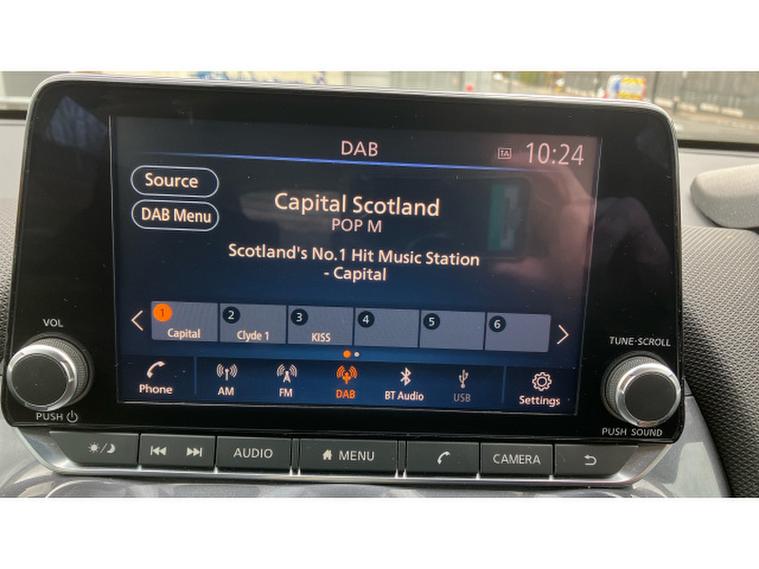 DAB
TA 10:24
Source
DAB Menu
Capital Scotland
POP M
Scotland's No.1 Hit Music Station
- Capital
1 2 3 4 5 6
Capital Clyde 1 KISS
VOL
PUSH
TUNE·SCROLL
PUSH SOUND
Phone AM FM DAB BT Audio USB Settings
AUDIO MENU CAMERA